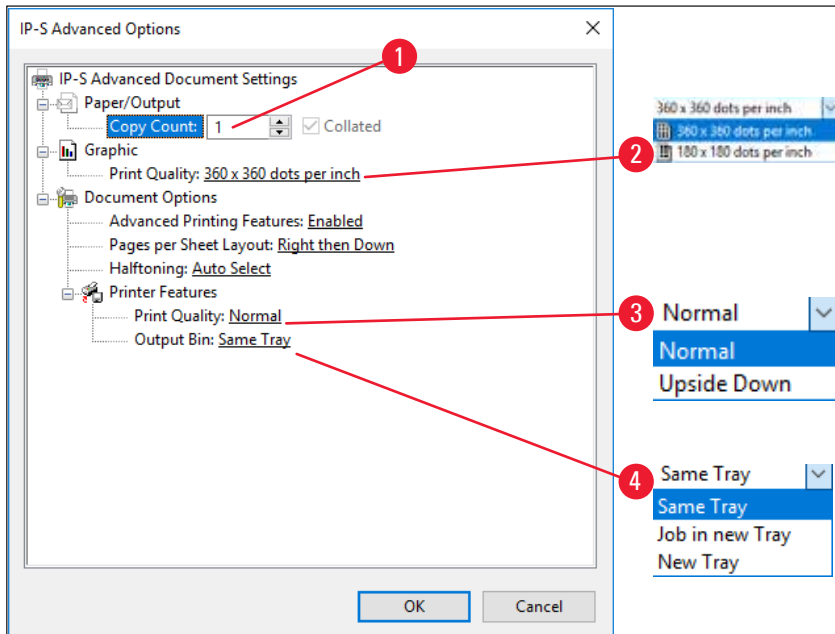 IP-S Advanced Options
IP-S Advanced Document Settings
Paper/Output
Copy Count: 1 Collated
Graphic
Print Quality: 360 x 360 dots per inch
Document Options
Advanced Printing Features: Enabled
Pages per Sheet Layout: Right then Down
Halftoning: Auto Select
Printer Features
Print Quality: Normal
Output Bin: Same Tray
OK Cancel
1
2
360 x 360 dots per inch
360 x 360 dots per inch
180 x 180 dots per inch
3
Normal
Normal
Upside Down
4
Same Tray
Same Tray
Job in new Tray
New Tray